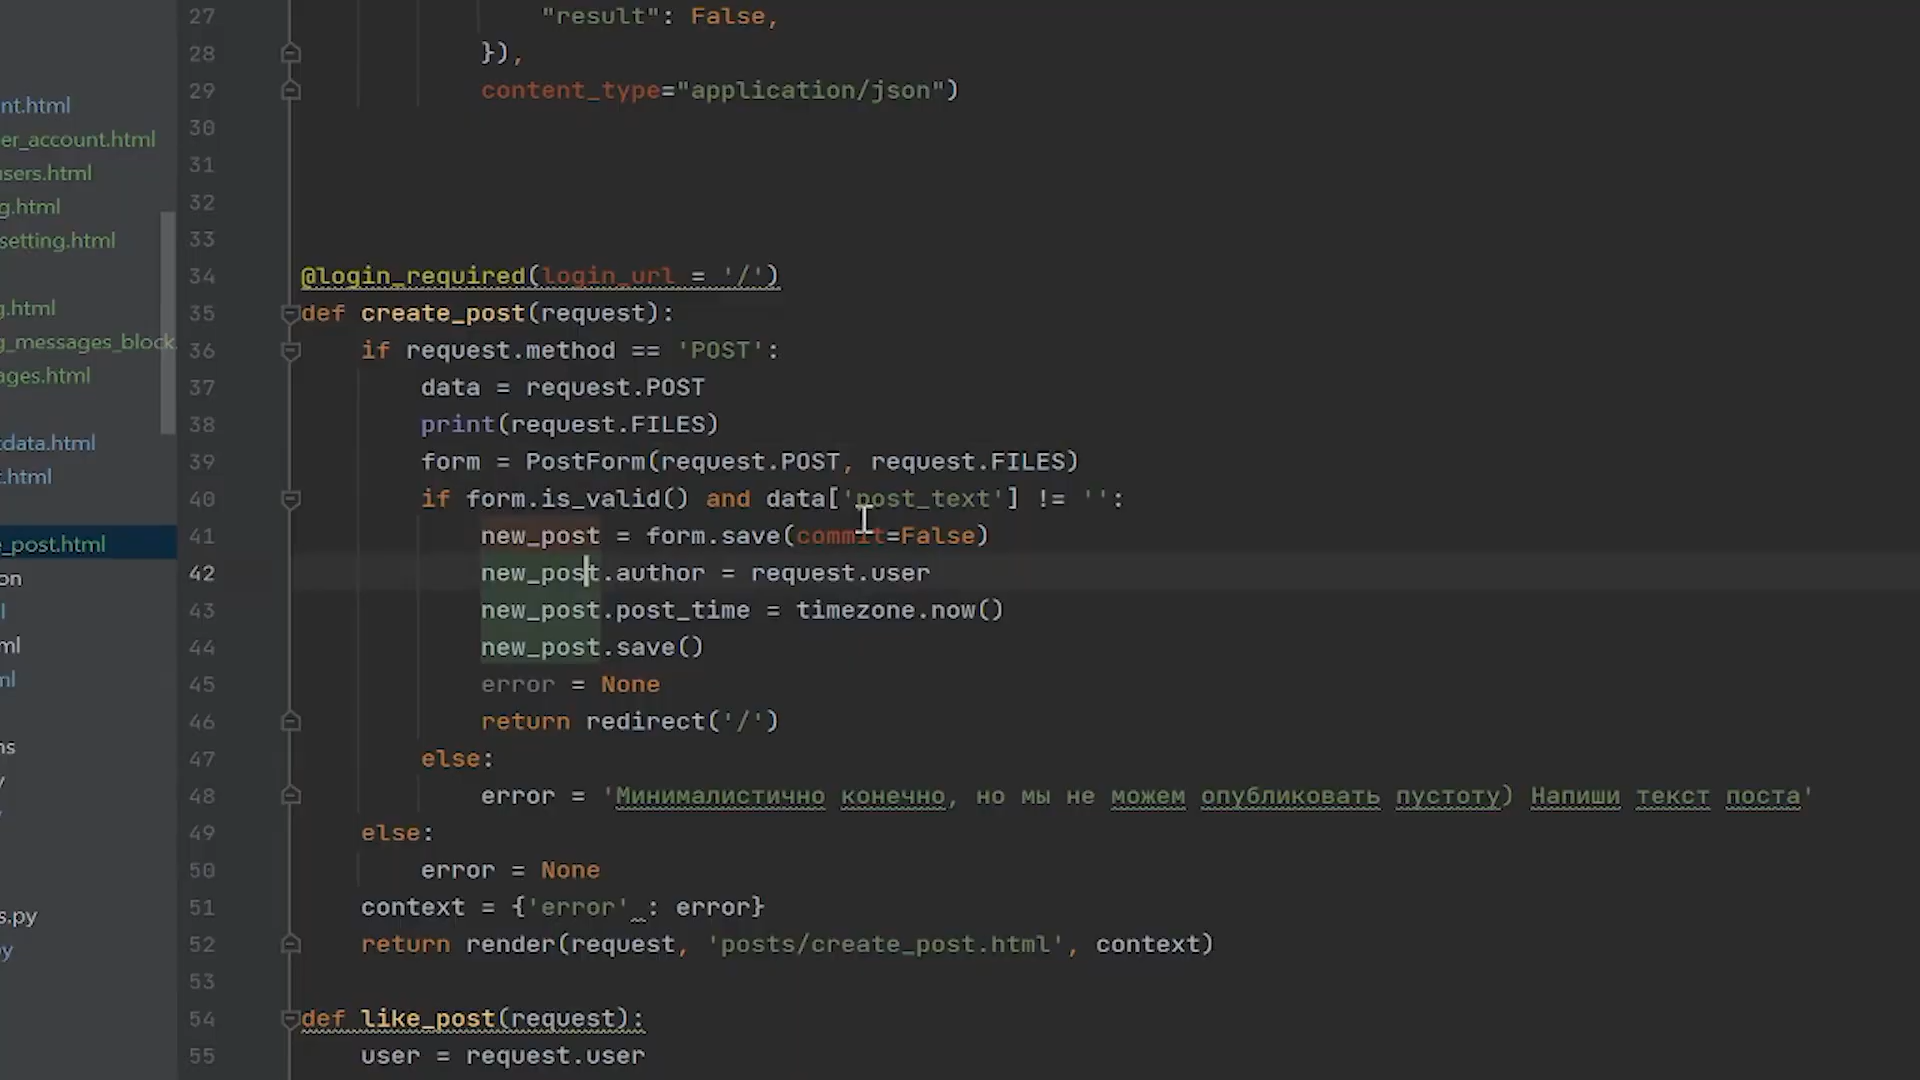 27 "result": False,
28 }),
29 content_type="application/json")
30
31
32
33
34 @login_required(login_url = '/')
35 def create_post(request):
36 if request.method == 'POST':
37 data = request.POST
38 print(request.FILES)
39 form = PostForm(request.POST, request.FILES)
40 if form.is_valid() and data['post_text'] != '':
41 new_post = form.save(commit=False)
42 new_post.author = request.user
43 new_post.post_time = timezone.now()
44 new_post.save()
45 error = None
46 return redirect('/')
47 else:
48 error = 'Минималистично конечно, но мы не можем опубликовать пустоту) Напиши текст поста'
49 else:
50 error = None
51 context = {'error' : error}
52 return render(request, 'posts/create_post.html', context)
53
54 def like_post(request):
55 user = request.user
nt.html
er_account.html
users.html
g.html
setting.html
g.html
g_messages_block
ages.html
tdata.html
t.html
e_post.html
on
l
ml
ml
ns
y
s.py
py